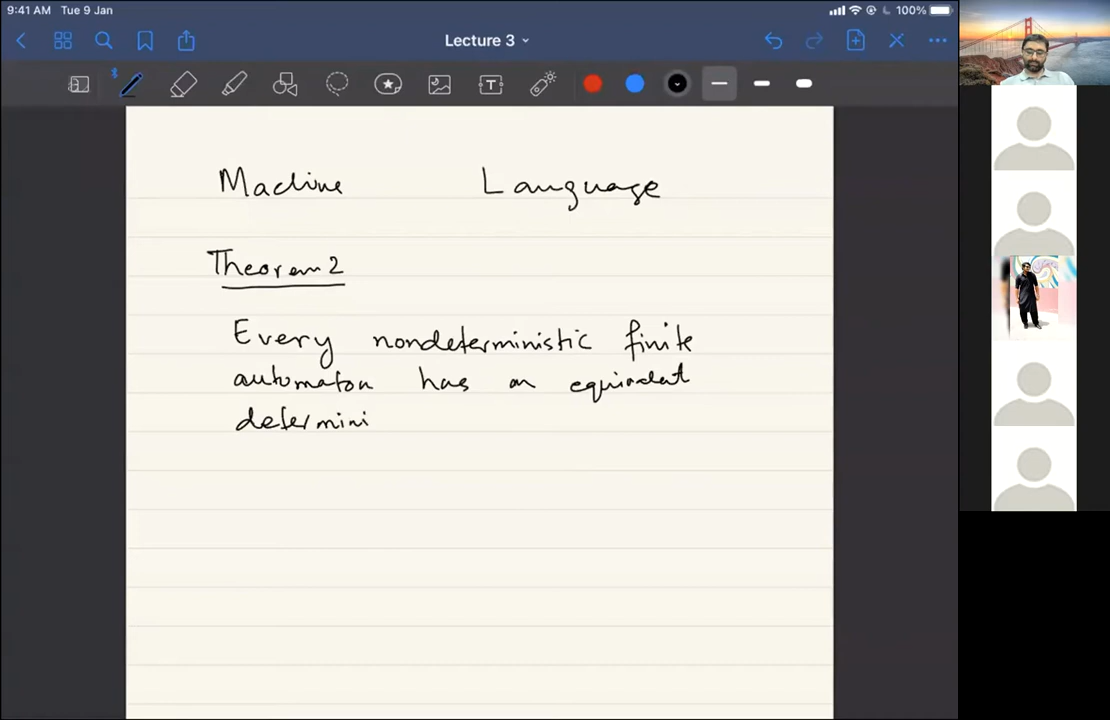 9:41 AM Tue 9 Jan 100%
Lecture 3
T
Machine Language
Theorem 2
Every nondeterministic finite
automaton has an equivalent
determini